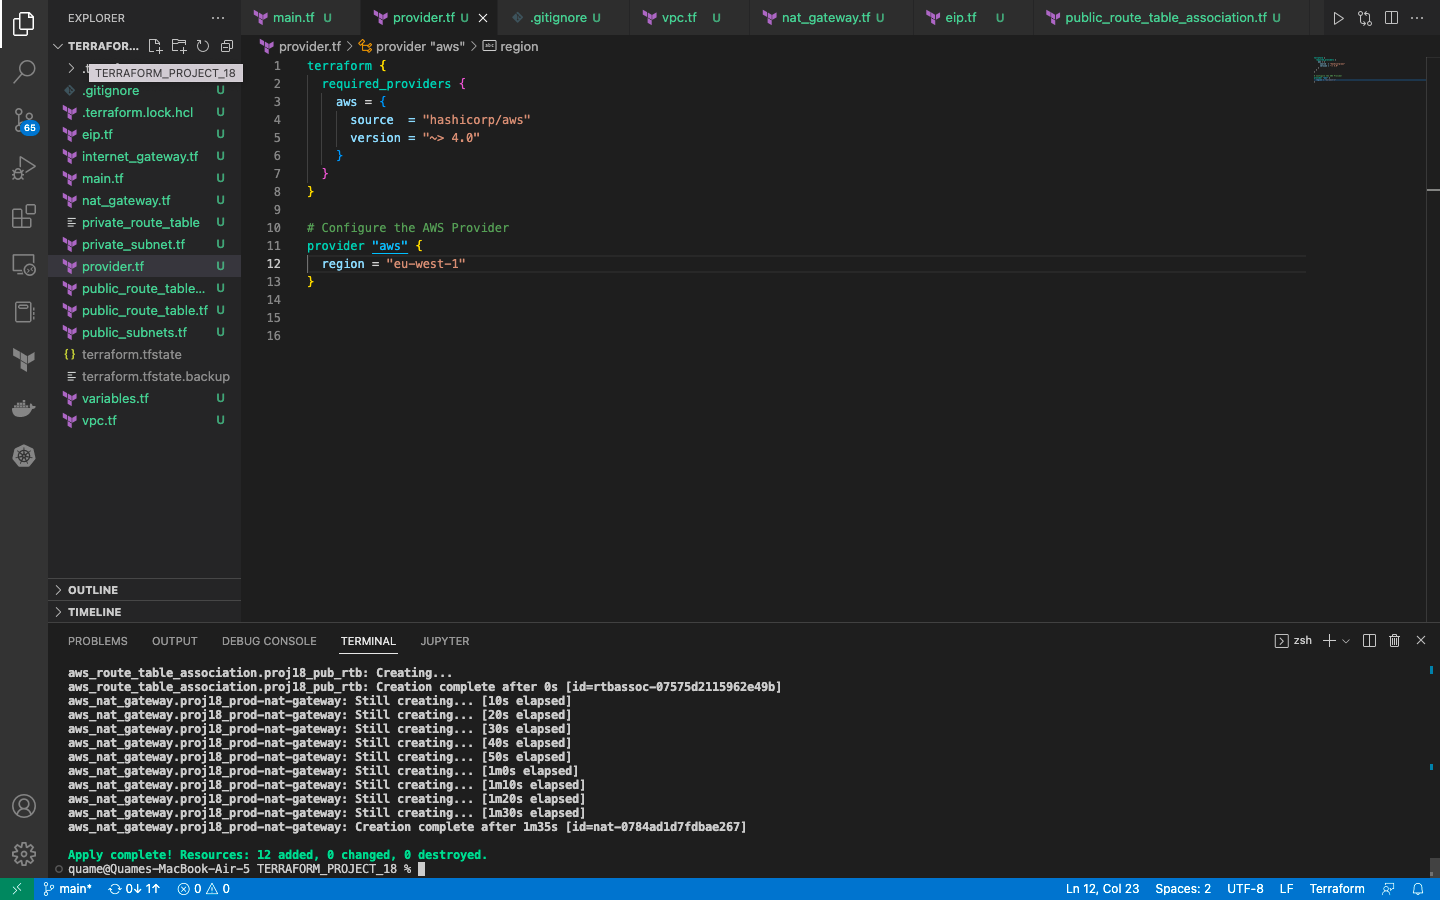 EXPLORER
TERRAFOR...
TERRAFORM_PROJECT_18
.gitignore U
.terraform.lock.hcl U
eip.tf U
internet_gateway.tf U
main.tf U
nat_gateway.tf U
private_route_table U
private_subnet.tf U
provider.tf U
public_route_table... U
public_route_table.tf U
public_subnets.tf U
{} terraform.tfstate
terraform.tfstate.backup
variables.tf U
vpc.tf U
OUTLINE
TIMELINE
65
main.tf U provider.tf U .gitignore U vpc.tf U nat_gateway.tf U eip.tf U public_route_table_association.tf U
provider.tf > provider "aws" > abc region
1 terraform {
2 required_providers {
3 aws = {
4 source = "hashicorp/aws"
5 version = "~> 4.0"
6 }
7 }
8 }
9
10 # Configure the AWS Provider
11 provider "aws" {
12 region = "eu-west-1"
13 }
14
15
16
PROBLEMS OUTPUT DEBUG CONSOLE TERMINAL JUPYTER
zsh
aws_route_table_association.proj18_pub_rtb: Creating...
aws_route_table_association.proj18_pub_rtb: Creation complete after 0s [id=rtbassoc-07575d2115962e49b]
aws_nat_gateway.proj18_prod-nat-gateway: Still creating... [10s elapsed]
aws_nat_gateway.proj18_prod-nat-gateway: Still creating... [20s elapsed]
aws_nat_gateway.proj18_prod-nat-gateway: Still creating... [30s elapsed]
aws_nat_gateway.proj18_prod-nat-gateway: Still creating... [40s elapsed]
aws_nat_gateway.proj18_prod-nat-gateway: Still creating... [50s elapsed]
aws_nat_gateway.proj18_prod-nat-gateway: Still creating... [1m0s elapsed]
aws_nat_gateway.proj18_prod-nat-gateway: Still creating... [1m10s elapsed]
aws_nat_gateway.proj18_prod-nat-gateway: Still creating... [1m20s elapsed]
aws_nat_gateway.proj18_prod-nat-gateway: Still creating... [1m30s elapsed]
aws_nat_gateway.proj18_prod-nat-gateway: Creation complete after 1m35s [id=nat-0784ad1d7fdbae267]
Apply complete! Resources: 12 added, 0 changed, 0 destroyed.
quame@Quames-MacBook-Air-5 TERRAFORM_PROJECT_18 %
main* 0↓ 1↑ 0 0 Ln 12, Col 23 Spaces: 2 UTF-8 LF Terraform